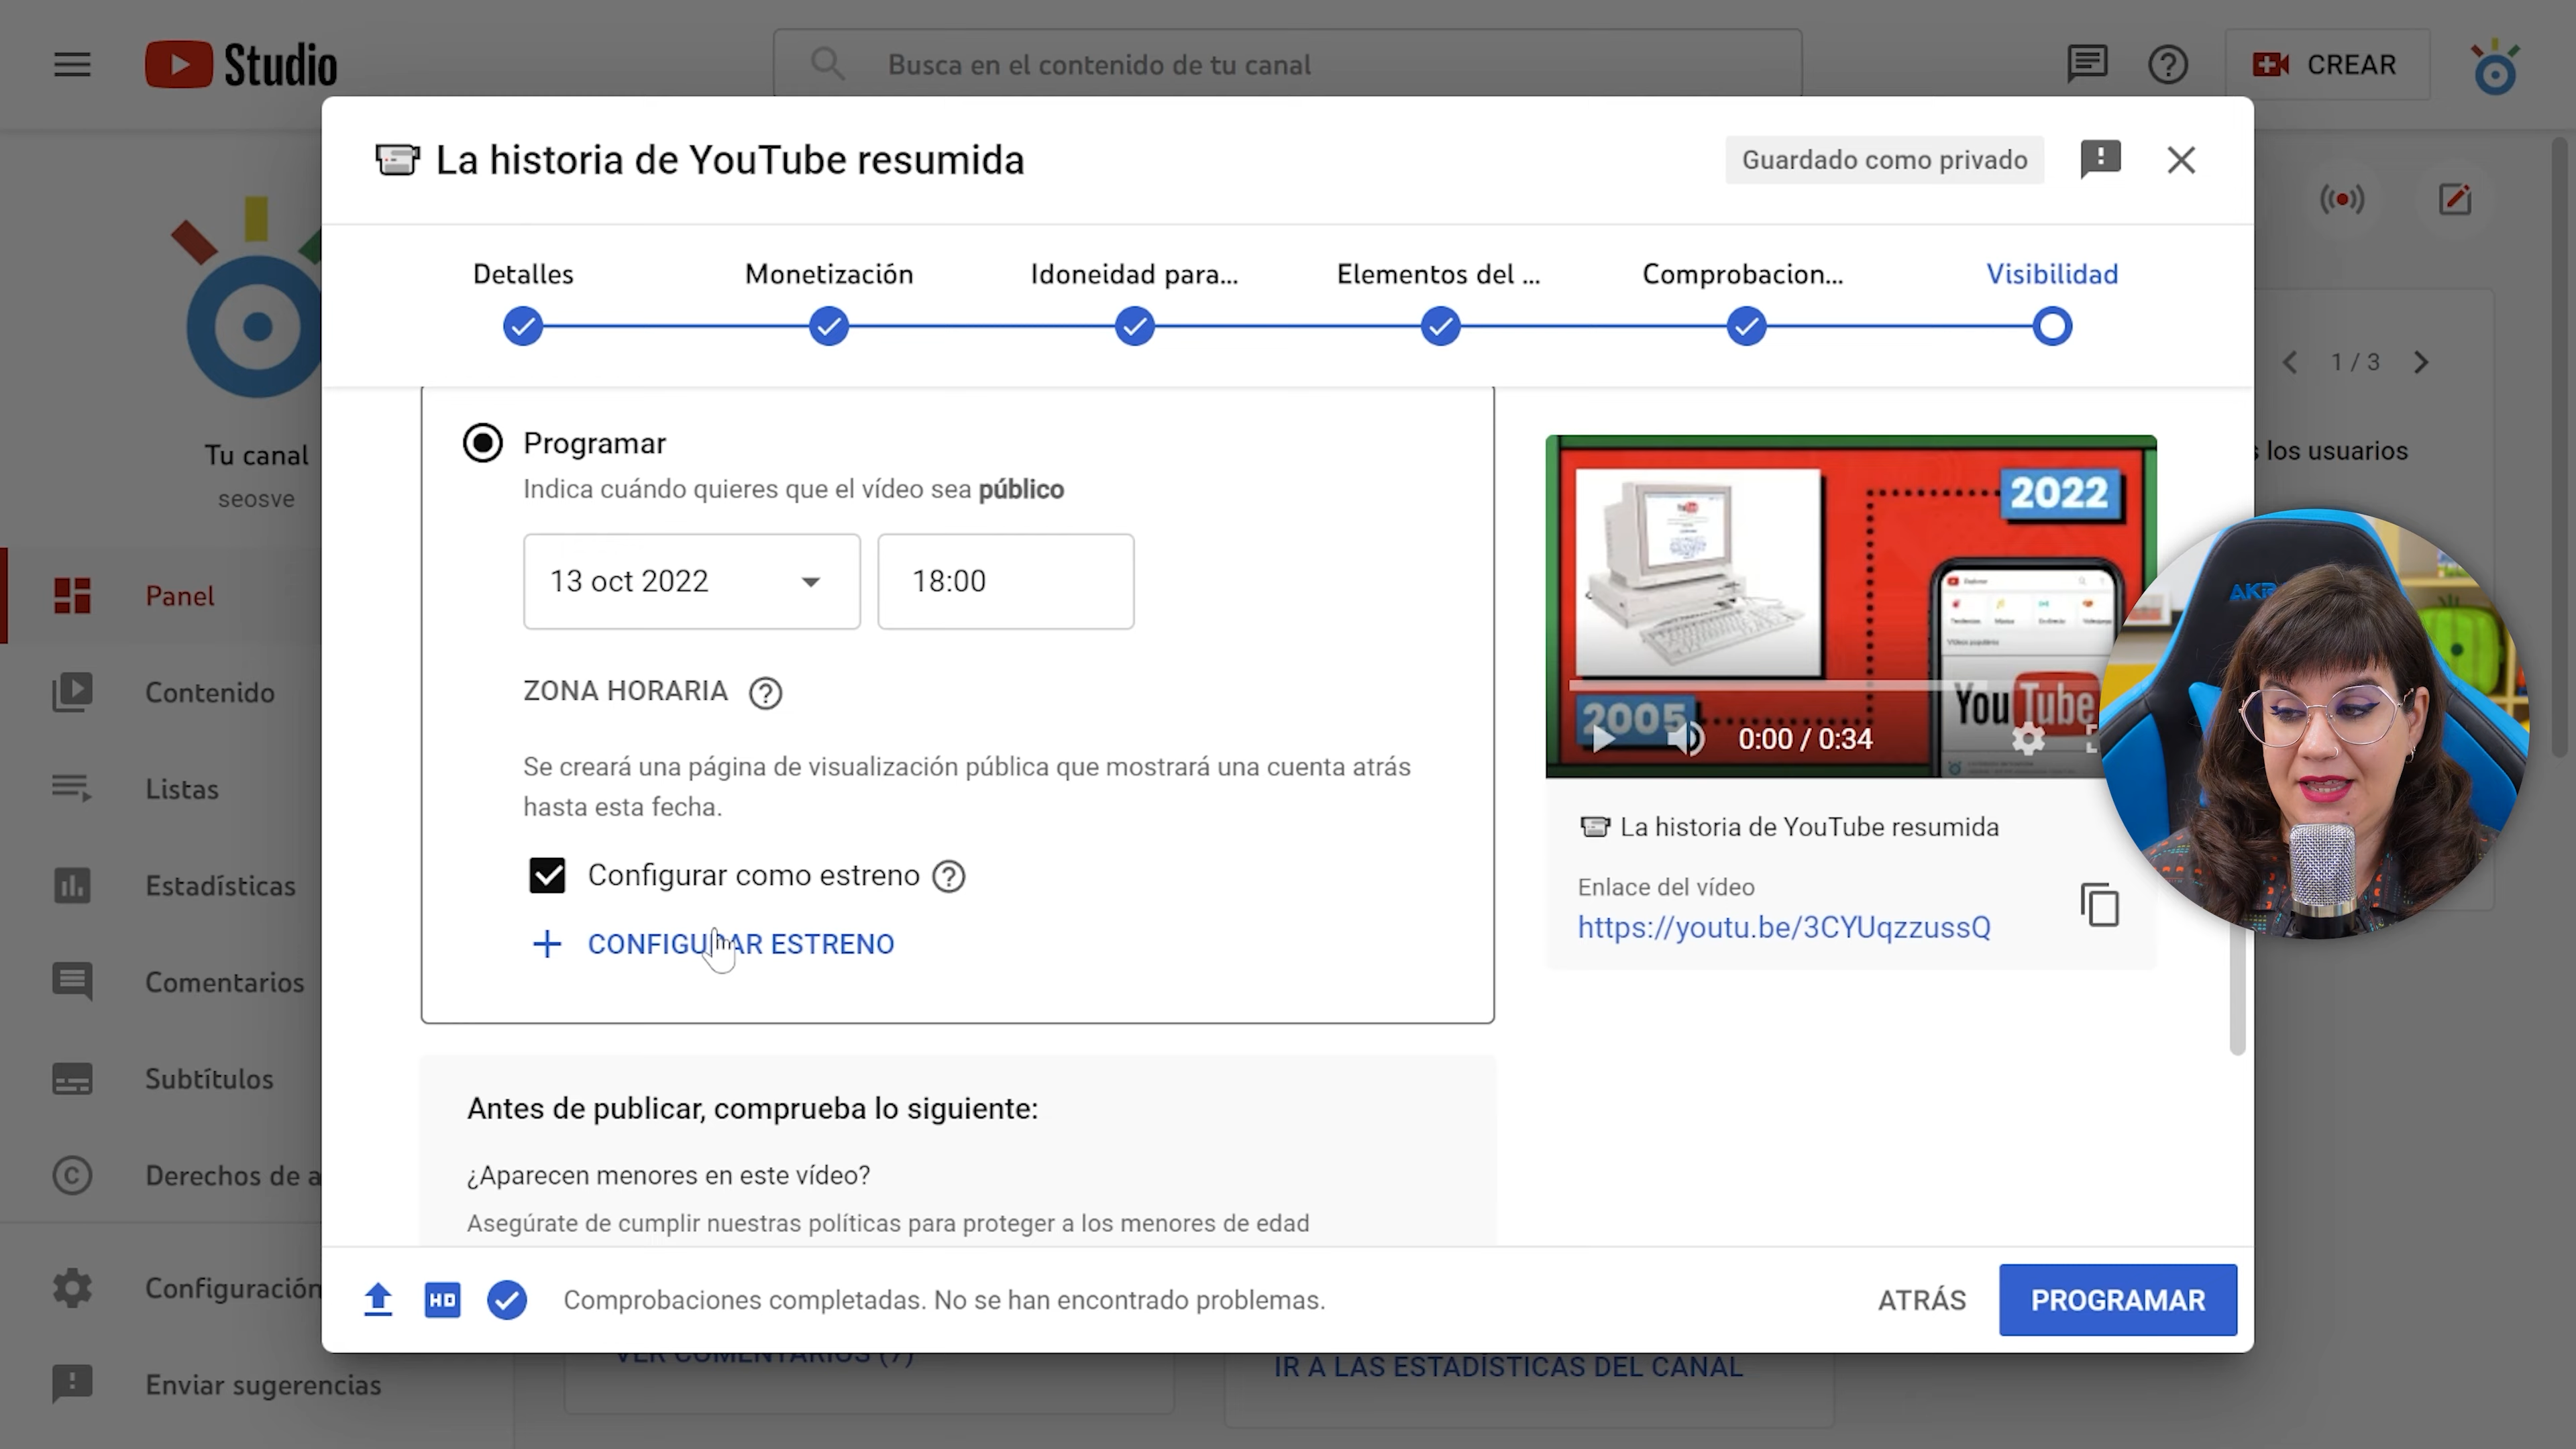 Studio
Busca en el contenido de tu canal
CREAR
La historia de YouTube resumida
Guardado como privado
Detalles
Monetización
Idoneidad para...
Elementos del ...
Comprobacion...
Visibilidad
1 / 3
Programar
Indica cuándo quieres que el vídeo sea público
13 oct 2022
18:00
ZONA HORARIA
Se creará una página de visualización pública que mostrará una cuenta atrás
hasta esta fecha.
Configurar como estreno
CONFIGURAR ESTRENO
Antes de publicar, comprueba lo siguiente:
¿Aparecen menores en este vídeo?
Asegúrate de cumplir nuestras políticas para proteger a los menores de edad
2022
2005
YouTube
0:00 / 0:34
La historia de YouTube resumida
Enlace del vídeo
https://youtu.be/3CYUqzzussQ
los usuarios
Tu canal
seosve
Panel
Contenido
Listas
Estadísticas
Comentarios
Subtítulos
Derechos de a
Configuración
Enviar sugerencias
HD
Comprobaciones completadas. No se han encontrado problemas.
ATRÁS
PROGRAMAR
VER COMENTARIOS (7)
IR A LAS ESTADÍSTICAS DEL CANAL